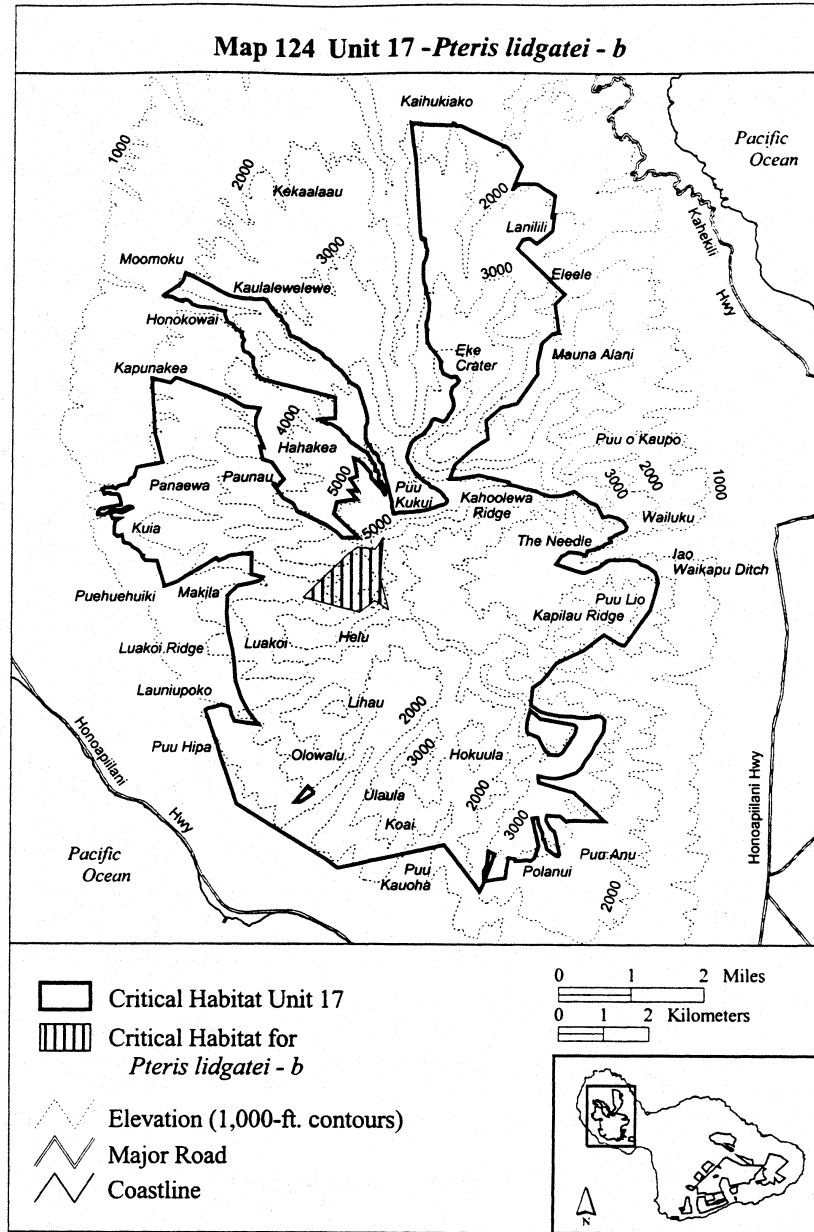 Map 124 Unit 17 - Pteris lidgatei - b
Kaihukiako
Pacific
Ocean
1000
2000
Kekaalaau
2000
Lanilili
Kahekili
Hwy
3000
Moomoku
Kaulalewelewe
3000
Eleele
Honokowai
Eke
Crater
Mauna Alani
Kapunakea
4000
Hahakea
Puu o Kaupo
Panaewa
Paunau
5000
Puu
Kukui
Kahoolewa
Ridge
3000
2000
1000
Wailuku
Kuia
5000
The Needle
Iao
Waikapu Ditch
Puehuehuiki
Makila
Puu Lio
Kapilau Ridge
Helu
Luakoi Ridge
Luakoi
Launiupoko
Lihau
2000
Puu Hipa
Olowalu
3000
Hokuula
Honoapiilani
Hwy
Ulaula
2000
Koai
3000
Honoapiilani Hwy
Pacific
Ocean
Puu
Kauoha
Polanui
Puu Anu
2000
Critical Habitat Unit 17
Critical Habitat for
Pteris lidgatei - b
Elevation (1,000-ft. contours)
Major Road
Coastline
0 1 2 Miles
0 1 2 Kilometers
N